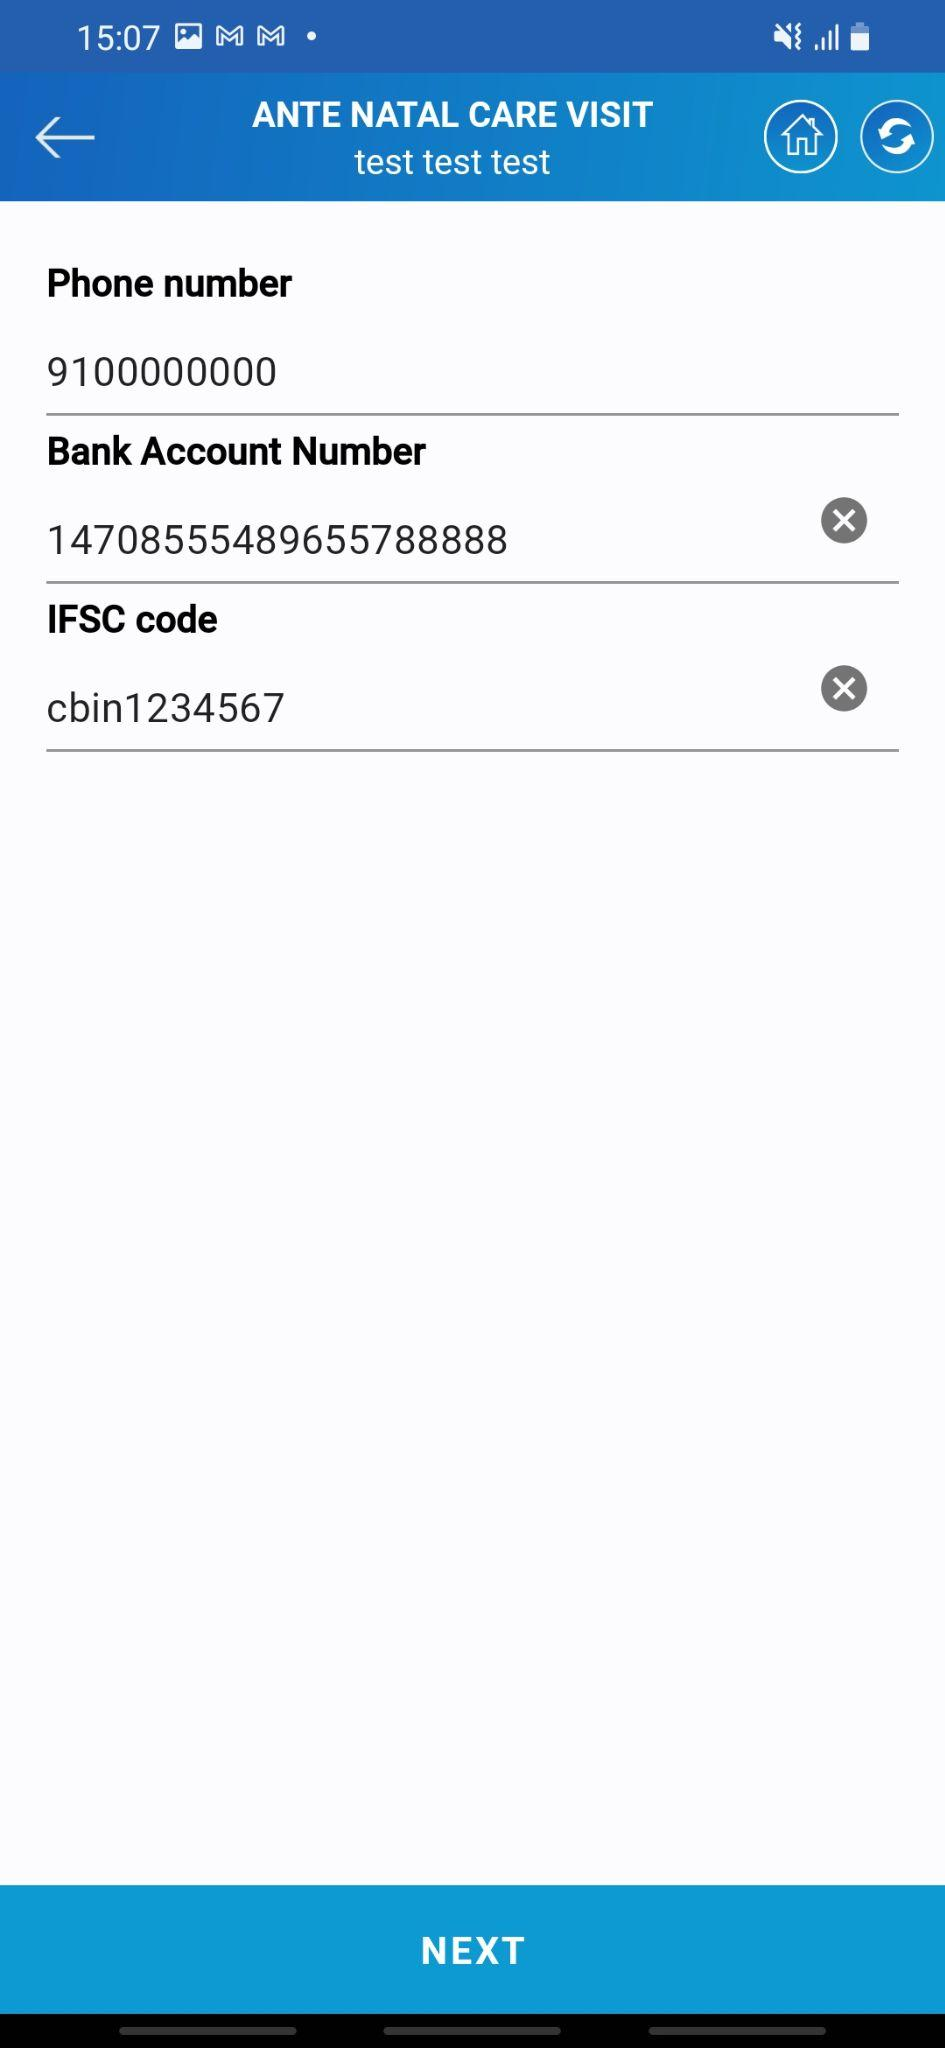 15:07
ANTE NATAL CARE VISIT
test test test
Phone number
9100000000
Bank Account Number
14708555489655788888
IFSC code
cbin1234567
NEXT